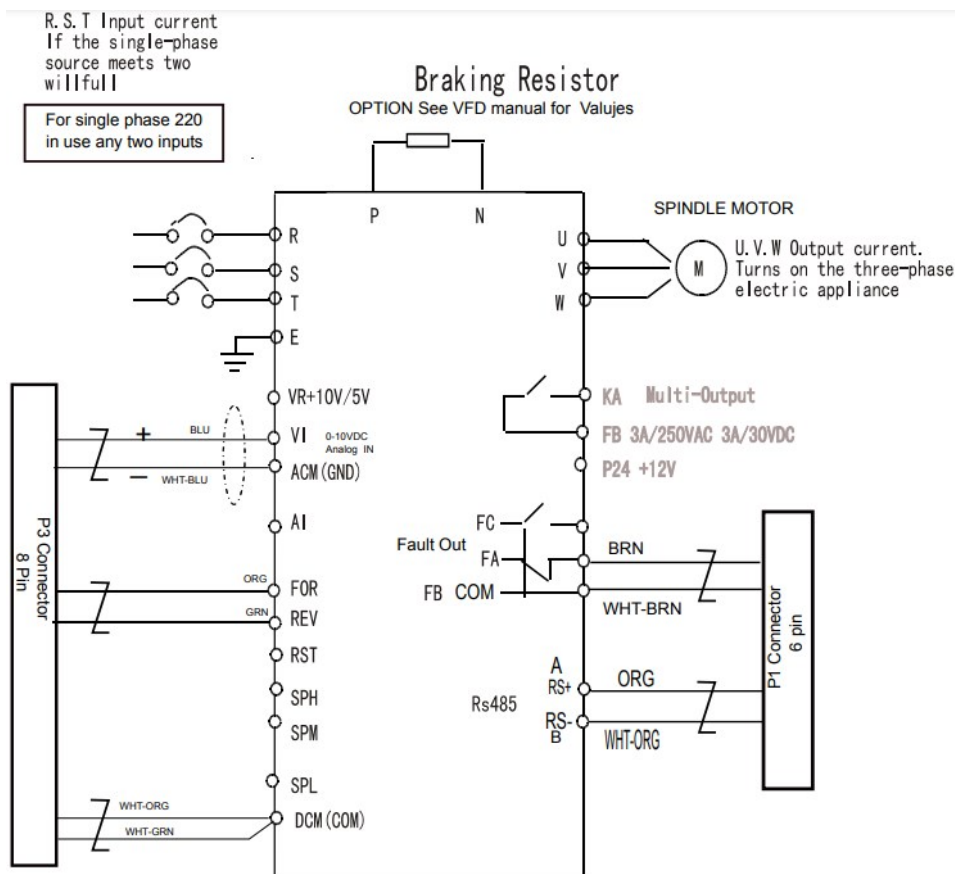 R.S.T Input current
If the single-phase
source meets two
willfull
For single phase 220
in use any two inputs
Braking Resistor
OPTION See VFD manual for Valujes
P
N
R
S
T
E
U
V
W
SPINDLE MOTOR
M
U.V.W Output current.
Turns on the three-phase
electric appliance
VR+10V/5V
VI
0-10VDC
Analog IN
ACM(GND)
AI
FOR
REV
RST
SPH
SPM
SPL
DCM(COM)
+
BLU
−
WHT-BLU
ORG
GRN
WHT-ORG
WHT-GRN
P3 Connector
8 Pin
KA Multi-Output
FB 3A/250VAC 3A/30VDC
P24 +12V
FC
Fault Out
FA
FB COM
BRN
WHT-BRN
A
RS+
Rs485
RS-
B
ORG
WHT-ORG
P1 Connector
6 pin